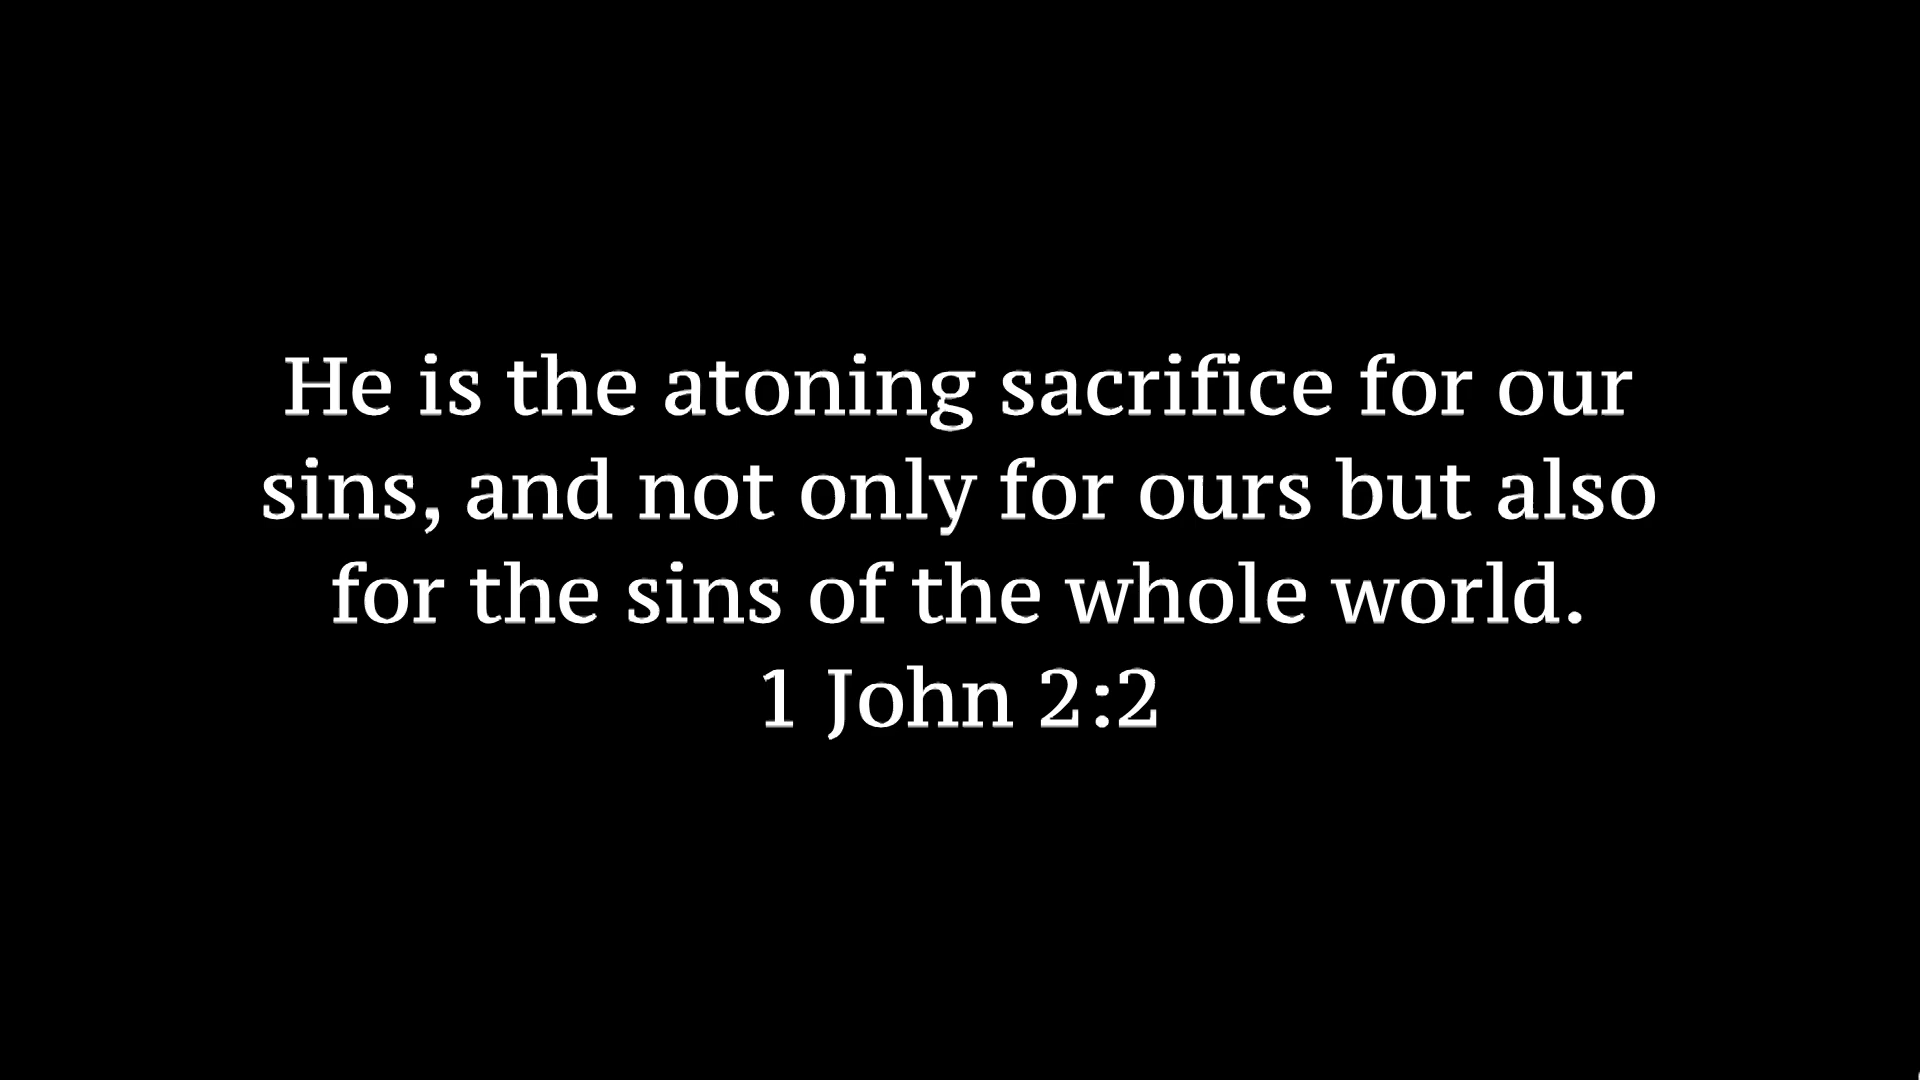 He is the atoning sacrifice for our
sins, and not only for ours but also
for the sins of the whole world.
1 John 2:2